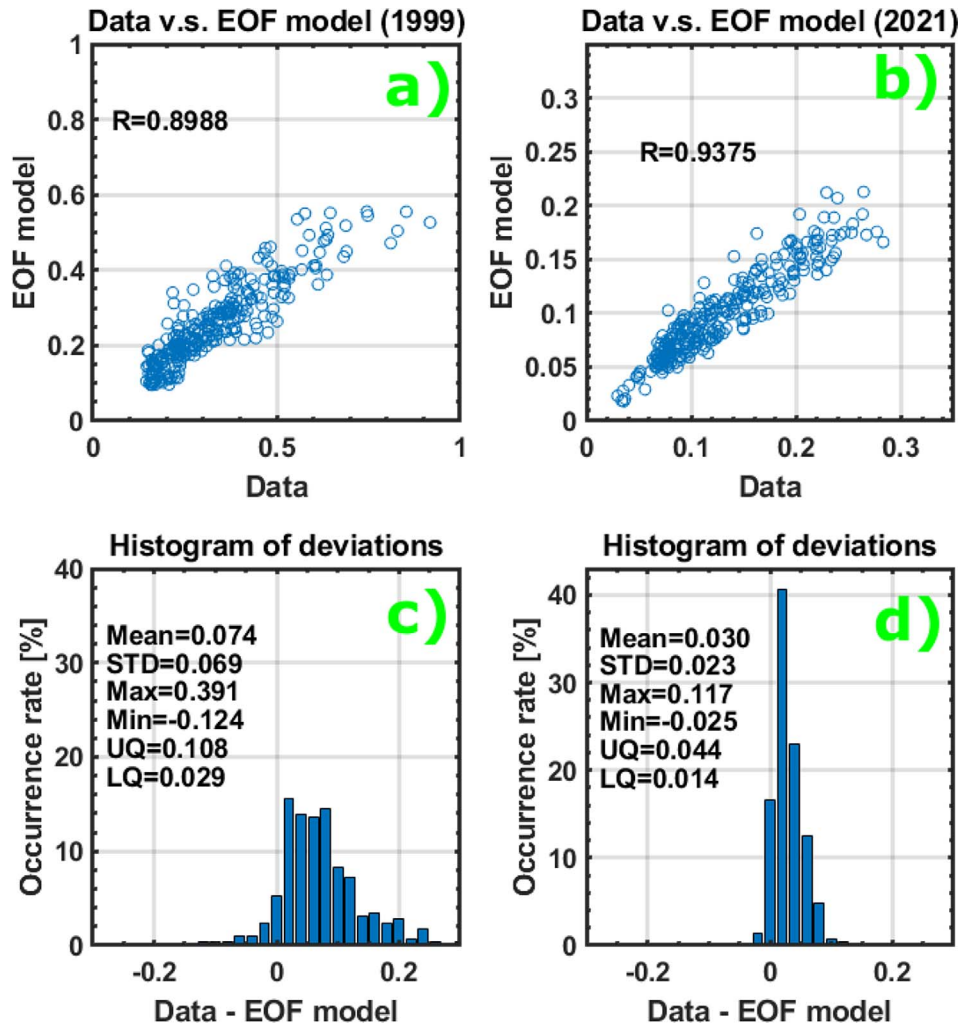 Data v.s. EOF model (1999)
a)
R=0.8988
EOF model
1
0.8
0.6
0.4
0.2
0
0
0.5
1
Data
Data v.s. EOF model (2021)
b)
R=0.9375
EOF model
0.3
0.25
0.2
0.15
0.1
0.05
0
0
0.1
0.2
0.3
Data
Histogram of deviations
c)
Mean=0.074
STD=0.069
Max=0.391
Min=-0.124
UQ=0.108
LQ=0.029
Occurrence rate [%]
40
30
20
10
0
-0.2
0
0.2
Data - EOF model
Histogram of deviations
d)
Mean=0.030
STD=0.023
Max=0.117
Min=-0.025
UQ=0.044
LQ=0.014
Occurrence rate [%]
40
30
20
10
0
-0.2
0
0.2
Data - EOF model